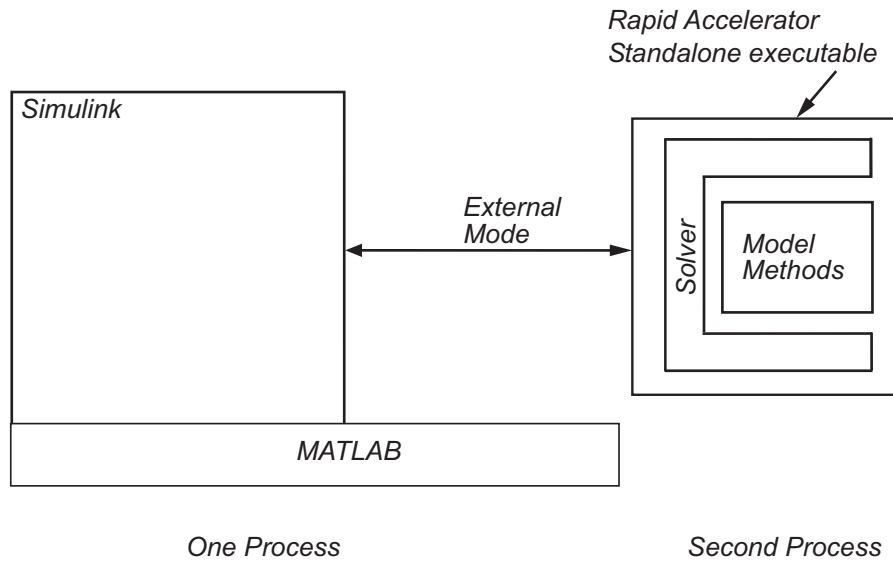 Rapid Accelerator
Standalone executable
Simulink
External
Mode
Solver
Model
Methods
MATLAB
One Process
Second Process